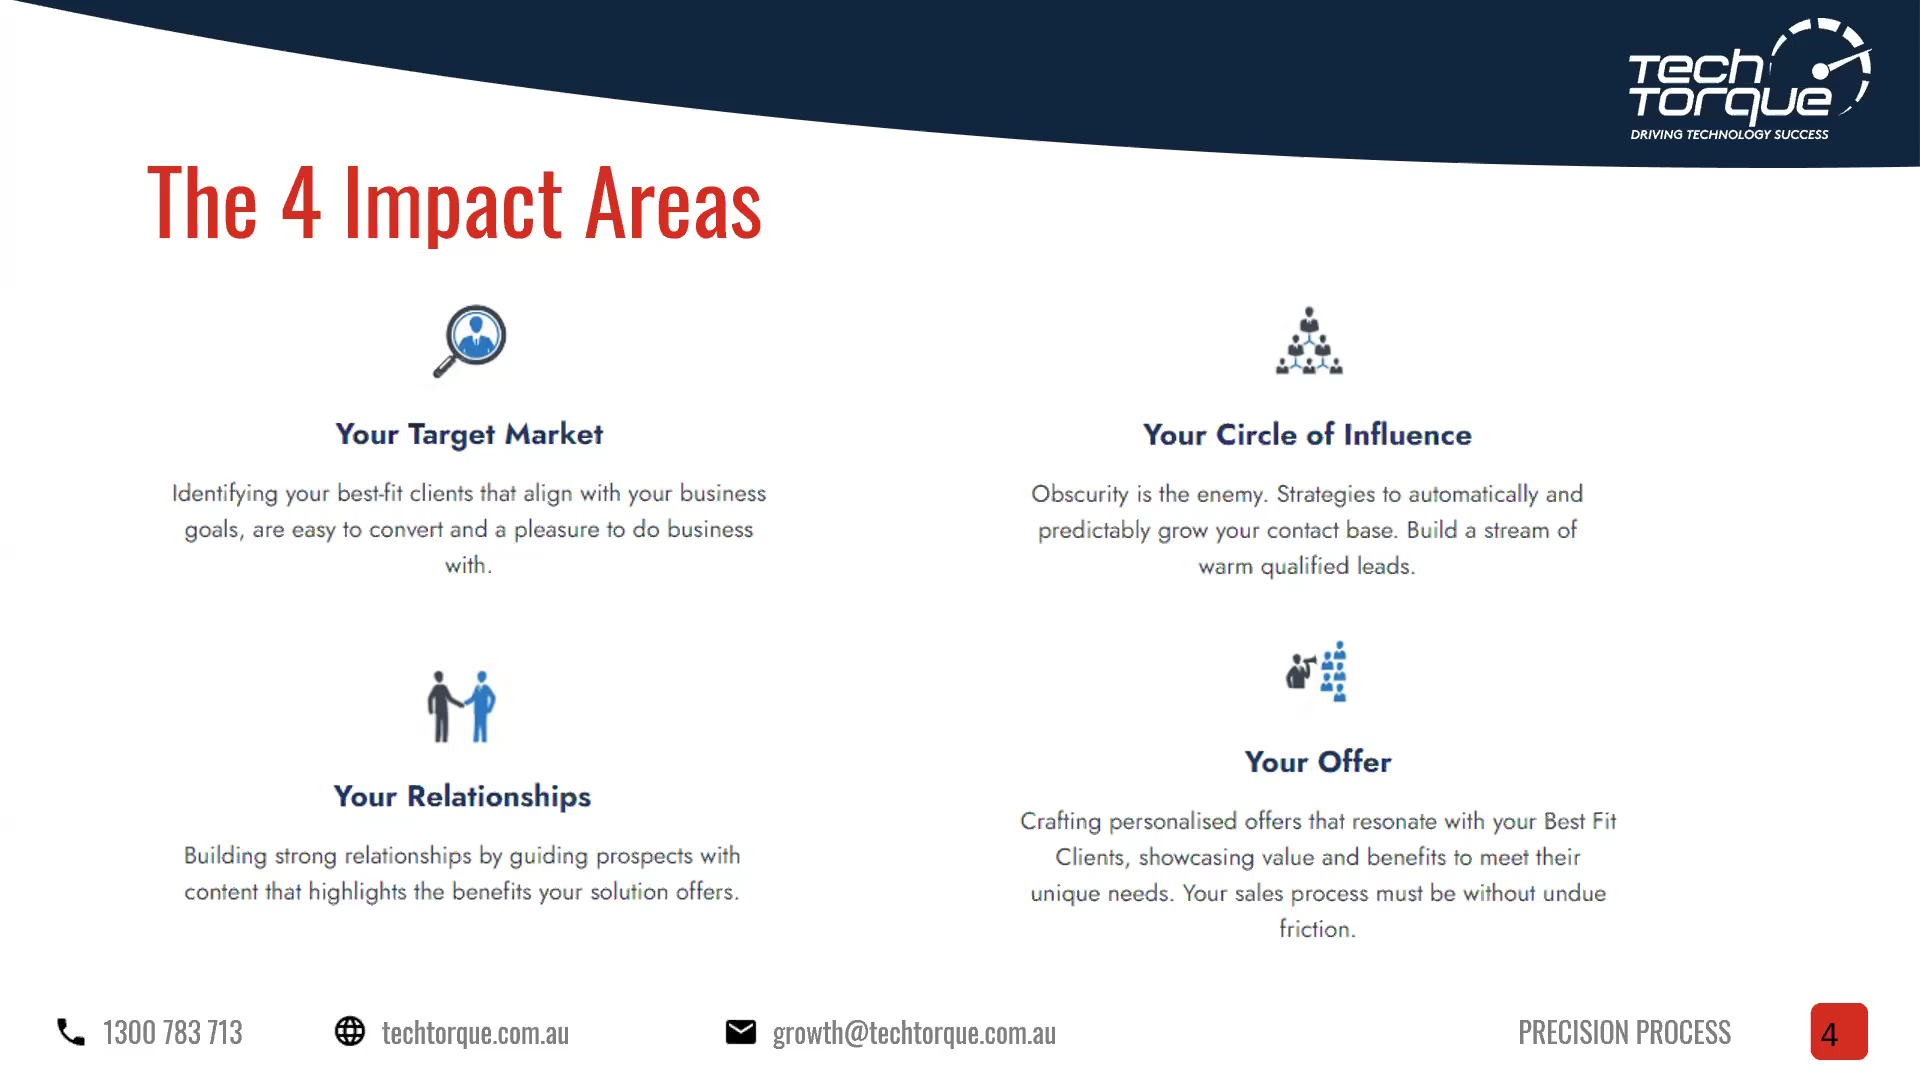 Tech
Torque
DRIVING TECHNOLOGY SUCCESS
The 4 Impact Areas
Your Target Market
Identifying your best-fit clients that align with your business
goals, are easy to convert and a pleasure to do business
with.
Your Circle of Influence
Obscurity is the enemy. Strategies to automatically and
predictably grow your contact base. Build a stream of
warm qualified leads.
Your Relationships
Building strong relationships by guiding prospects with
content that highlights the benefits your solution offers.
Your Offer
Crafting personalised offers that resonate with your Best Fit
Clients, showcasing value and benefits to meet their
unique needs. Your sales process must be without undue
friction.
1300 783 713
techtorque.com.au
growth@techtorque.com.au
PRECISION PROCESS
4